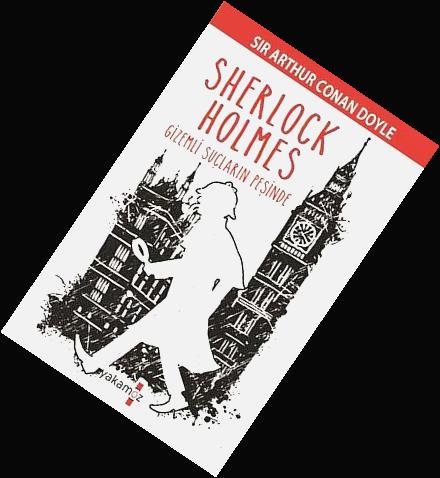 SIR ARTHUR CONAN DOYLE
SHERLOCK
HOLMES
GİZEMLİ SUÇLARIN PEŞİNDE
yakamoz